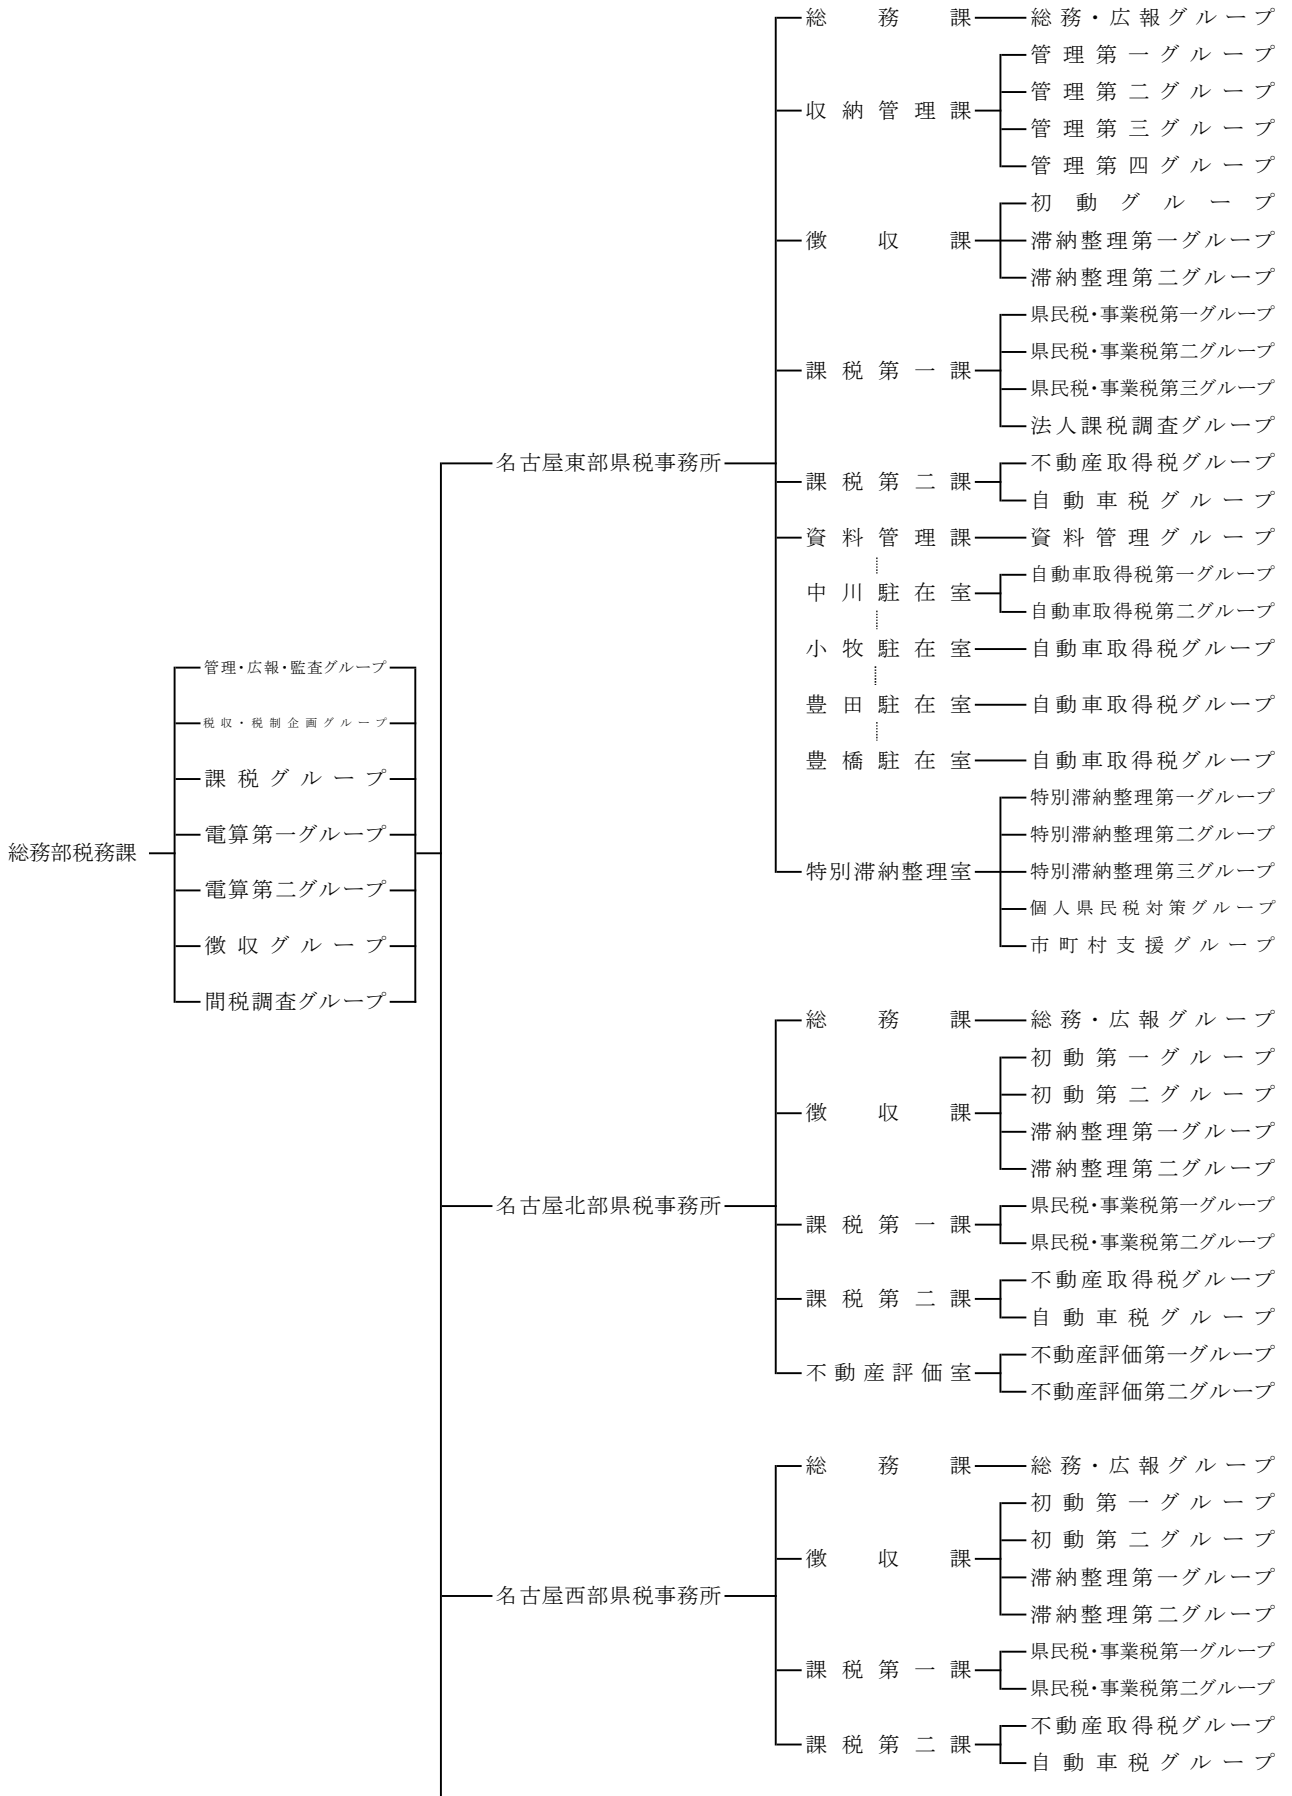 総務課 総務・広報グループ
管理第一グループ
管理第二グループ
収納管理課
管理第三グループ
管理第四グループ
初動グループ
徴収課 滞納整理第一グループ
滞納整理第二グループ
県民税・事業税第一グループ
県民税・事業税第二グループ
課税第一課
県民税・事業税第三グループ
法人課税調査グループ
名古屋東部県税事務所 不動産取得税グループ
課税第二課
自動車税グループ
資料管理課 資料管理グループ
自動車取得税第一グループ
中川駐在室
自動車取得税第二グループ
小牧駐在室 自動車取得税グループ
管理・広報・監査グループ
豊田駐在室 自動車取得税グループ
税収・税制企画グループ
豊橋駐在室 自動車取得税グループ
課税グループ
特別滞納整理第一グループ
電算第一グループ 特別滞納整理第二グループ
総務部税務課
特別滞納整理室 特別滞納整理第三グループ
電算第二グループ
個人県民税対策グループ
徴収グループ 市町村支援グループ
間税調査グループ
総務課 総務・広報グループ
初動第一グループ
初動第二グループ
徴収課
滞納整理第一グループ
滞納整理第二グループ
名古屋北部県税事務所 県民税・事業税第一グループ
課税第一課
県民税・事業税第二グループ
不動産取得税グループ
課税第二課
自動車税グループ
不動産評価第一グループ
不動産評価室
不動産評価第二グループ
総務課 総務・広報グループ
初動第一グループ
初動第二グループ
徴収課
滞納整理第一グループ
名古屋西部県税事務所
滞納整理第二グループ
県民税・事業税第一グループ
課税第一課
県民税・事業税第二グループ
不動産取得税グループ
課税第二課
自動車税グループ